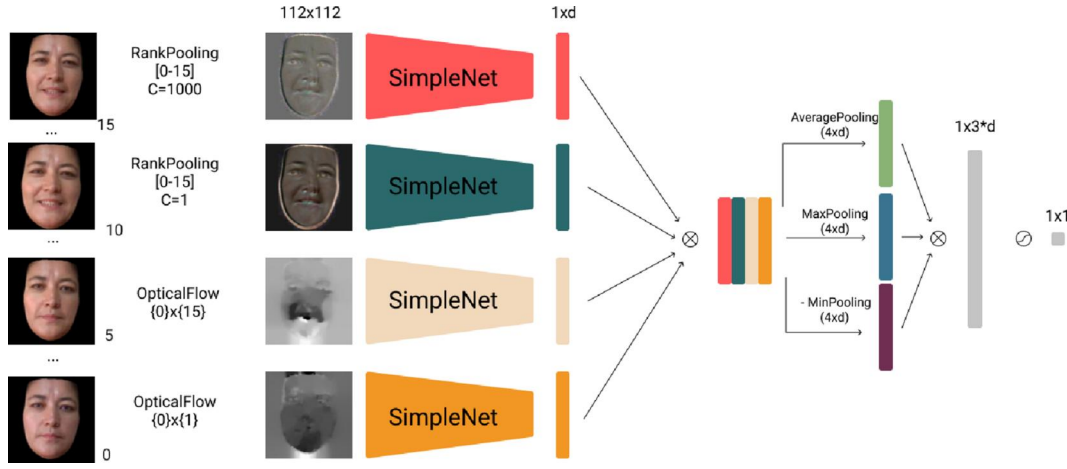 112x112
1xd
RankPooling
[0-15]
C=1000
SimpleNet
15
...
RankPooling
[0-15]
C=1
SimpleNet
10
...
OpticalFlow
{0}x{15}
SimpleNet
5
...
OpticalFlow
{0}x{1}
SimpleNet
0
AveragePooling
(4xd)
MaxPooling
(4xd)
- MinPooling
(4xd)
1x3*d
1x1